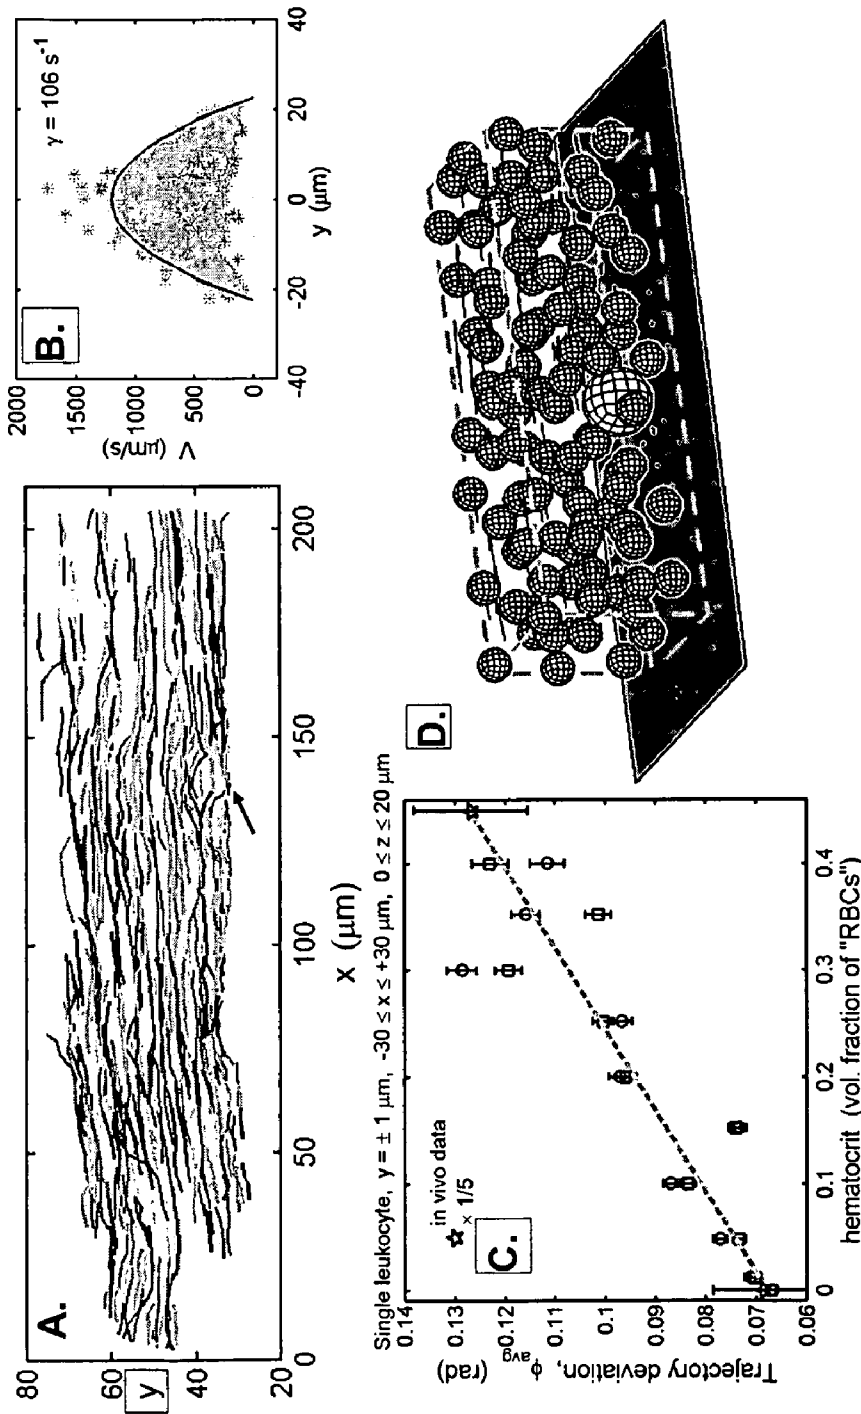 A.
80
60
40
20
y
0
50
100
150
200
X (μm)
B.
γ = 106 s⁻¹
2000
1500
1000
500
0
V (μm/s)
-40
-20
0
20
40
y (μm)
Single leukocyte, y = ± 1 μm, -30 ≤ x ≤ +30 μm, 0 ≤ z ≤ 20 μm
C.
in vivo data
× 1/5
0.14
0.13
0.12
0.11
0.1
0.09
0.08
0.07
0.06
Trajectory deviation, ϕavg (rad)
0
0.1
0.2
0.3
0.4
hematocrit (vol. fraction of "RBCs")
D.